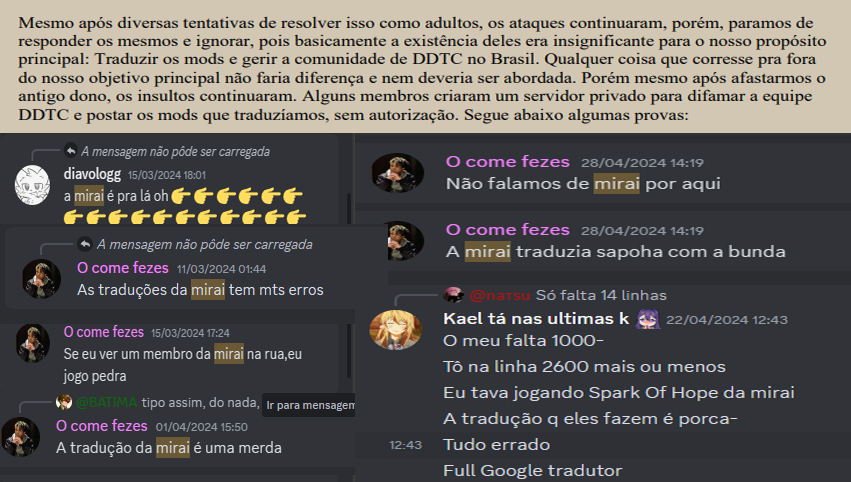 Mesmo após diversas tentativas de resolver isso como adultos, os ataques continuaram, porém, paramos de
responder os mesmos e ignorar, pois basicamente a existência deles era insignificante para o nosso propósito
principal: Traduzir os mods e gerir a comunidade de DDTC no Brasil. Qualquer coisa que corresse pra fora
do nosso objetivo principal não faria diferença e nem deveria ser abordada. Porém mesmo após afastarmos o
antigo dono, os insultos continuaram. Alguns membros criaram um servidor privado para difamar a equipe
DDTC e postar os mods que traduzíamos, sem autorização. Segue abaixo algumas provas:
A mensagem não pôde ser carregada
diavologg 15/03/2024 18:01
a mirai é pra lá oh 👉👉👉👉👉👉
👉👉👉👉👉👉👉👉👉👉👉
A mensagem não pôde ser carregada
O come fezes 11/03/2024 01:44
As traduções da mirai tem mts erros
O come fezes 15/03/2024 17:24
Se eu ver um membro da mirai na rua,eu
jogo pedra
@BATIMA tipo assim, do nada,
Ir para mensagem
O come fezes 01/04/2024 15:50
A tradução da mirai é uma merda
O come fezes 28/04/2024 14:19
Não falamos de mirai por aqui
O come fezes 28/04/2024 14:19
A mirai traduzia sapoha com a bunda
@natsu Só falta 14 linhas
Kael tá nas ultimas k 22/04/2024 12:43
O meu falta 1000-
Tô na linha 2600 mais ou menos
Eu tava jogando Spark Of Hope da mirai
A tradução q eles fazem é porca-
12:43 Tudo errado
Full Google tradutor